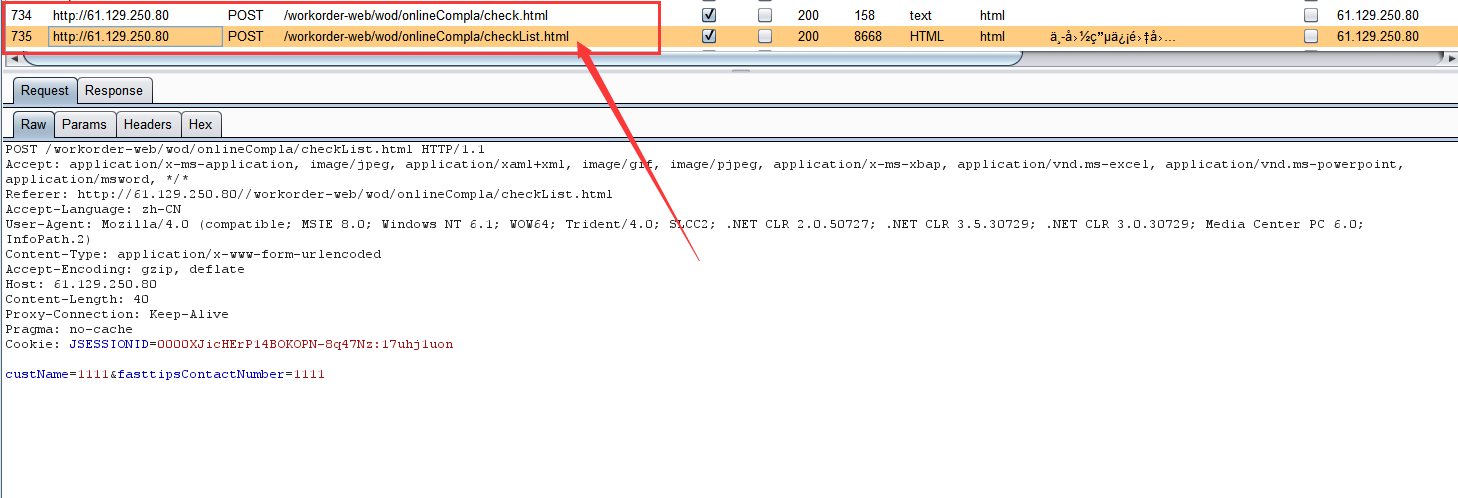 734 http://61.129.250.80 POST /workorder-web/wod/onlineCompla/check.html 200 158 text html 61.129.250.80
735 http://61.129.250.80 POST /workorder-web/wod/onlineCompla/checkList.html 200 8668 HTML html ä¸­å›½ç”µä¿¡é›†å›… 61.129.250.80
Request Response
Raw Params Headers Hex
POST /workorder-web/wod/onlineCompla/checkList.html HTTP/1.1
Accept: application/x-ms-application, image/jpeg, application/xaml+xml, image/gif, image/pjpeg, application/x-ms-xbap, application/vnd.ms-excel, application/vnd.ms-powerpoint,
application/msword, */*
Referer: http://61.129.250.80//workorder-web/wod/onlineCompla/checkList.html
Accept-Language: zh-CN
User-Agent: Mozilla/4.0 (compatible; MSIE 8.0; Windows NT 6.1; WOW64; Trident/4.0; SLCC2; .NET CLR 2.0.50727; .NET CLR 3.5.30729; .NET CLR 3.0.30729; Media Center PC 6.0;
InfoPath.2)
Content-Type: application/x-www-form-urlencoded
Accept-Encoding: gzip, deflate
Host: 61.129.250.80
Content-Length: 40
Proxy-Connection: Keep-Alive
Pragma: no-cache
Cookie: JSESSIONID=0000XJicHErP14BOKOPN-8q47Nz:17uhj1uon
custName=1111&fasttipsContactNumber=1111